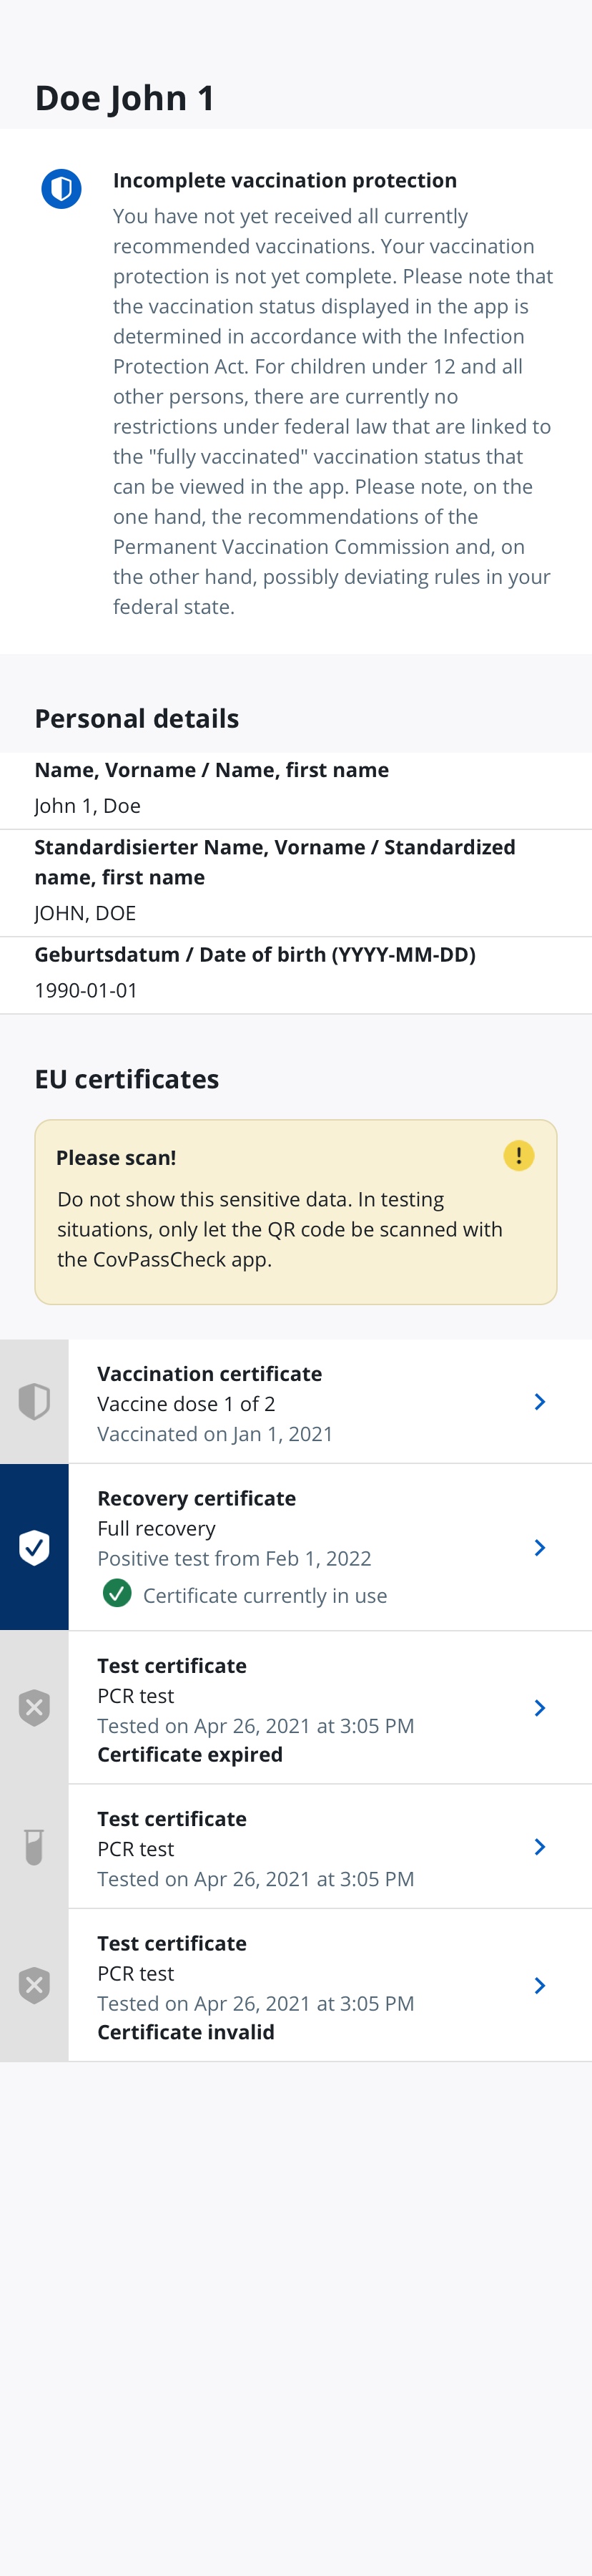 Doe John 1
Incomplete vaccination protection
You have not yet received all currently
recommended vaccinations. Your vaccination
protection is not yet complete. Please note that
the vaccination status displayed in the app is
determined in accordance with the Infection
Protection Act. For children under 12 and all
other persons, there are currently no
restrictions under federal law that are linked to
the "fully vaccinated" vaccination status that
can be viewed in the app. Please note, on the
one hand, the recommendations of the
Permanent Vaccination Commission and, on
the other hand, possibly deviating rules in your
federal state.
Personal details
Name, Vorname / Name, first name
John 1, Doe
Standardisierter Name, Vorname / Standardized
name, first name
JOHN, DOE
Geburtsdatum / Date of birth (YYYY-MM-DD)
1990-01-01
EU certificates
Please scan!
Do not show this sensitive data. In testing
situations, only let the QR code be scanned with
the CovPassCheck app.
Vaccination certificate
Vaccine dose 1 of 2
Vaccinated on Jan 1, 2021
Recovery certificate
Full recovery
Positive test from Feb 1, 2022
Certificate currently in use
Test certificate
PCR test
Tested on Apr 26, 2021 at 3:05 PM
Certificate expired
Test certificate
PCR test
Tested on Apr 26, 2021 at 3:05 PM
Test certificate
PCR test
Tested on Apr 26, 2021 at 3:05 PM
Certificate invalid